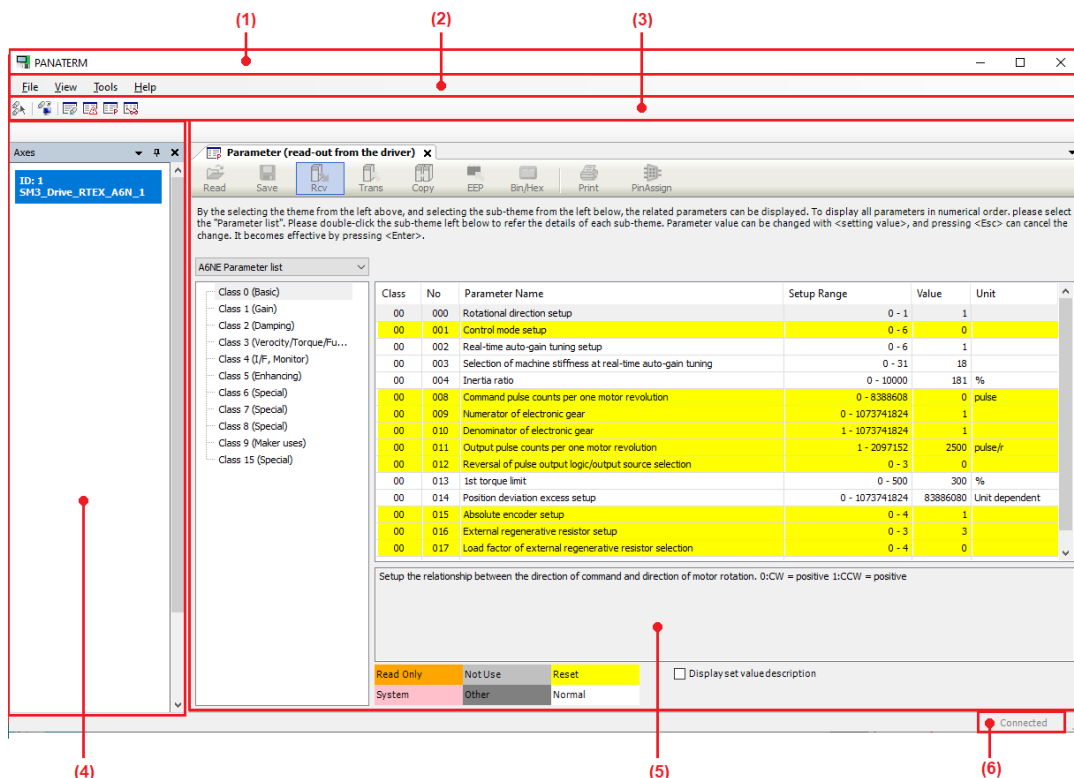 (1)
(2)
(3)
PANATERM
File View Tools Help
Axes
ID: 1
SM3_Drive_RTEX_A6N_1
Parameter (read-out from the driver)
Read Save Rcv Trans Copy EEP Bin/Hex Print PinAssign
By the selecting the theme from the left above, and selecting the sub-theme from the left below, the related parameters can be displayed. To display all parameters in numerical order. please select
the "Parameter list". Please double-click the sub-theme left below to refer the details of each sub-theme. Parameter value can be changed with <setting value>, and pressing <Esc> can cancel the
change. It becomes effective by pressing <Enter>.
A6NE Parameter list
Class 0 (Basic)
Class 1 (Gain)
Class 2 (Damping)
Class 3 (Verocity/Torque/Fu...
Class 4 (I/F, Monitor)
Class 5 (Enhancing)
Class 6 (Special)
Class 7 (Special)
Class 8 (Special)
Class 9 (Maker uses)
Class 15 (Special)
Class No Parameter Name Setup Range Value Unit
00 000 Rotational direction setup 0 - 1 1
00 001 Control mode setup 0 - 6 0
00 002 Real-time auto-gain tuning setup 0 - 6 1
00 003 Selection of machine stiffness at real-time auto-gain tuning 0 - 31 18
00 004 Inertia ratio 0 - 10000 181 %
00 008 Command pulse counts per one motor revolution 0 - 8388608 0 pulse
00 009 Numerator of electronic gear 0 - 1073741824 1
00 010 Denominator of electronic gear 1 - 1073741824 1
00 011 Output pulse counts per one motor revolution 1 - 2097152 2500 pulse/r
00 012 Reversal of pulse output logic/output source selection 0 - 3 0
00 013 1st torque limit 0 - 500 300 %
00 014 Position deviation excess setup 0 - 1073741824 83886080 Unit dependent
00 015 Absolute encoder setup 0 - 4 1
00 016 External regenerative resistor setup 0 - 3 3
00 017 Load factor of external regenerative resistor selection 0 - 4 0
Setup the relationship between the direction of command and direction of motor rotation. 0:CW = positive 1:CCW = positive
Read Only Not Use Reset
System Other Normal
Display set value description
Connected
(4)
(5)
(6)